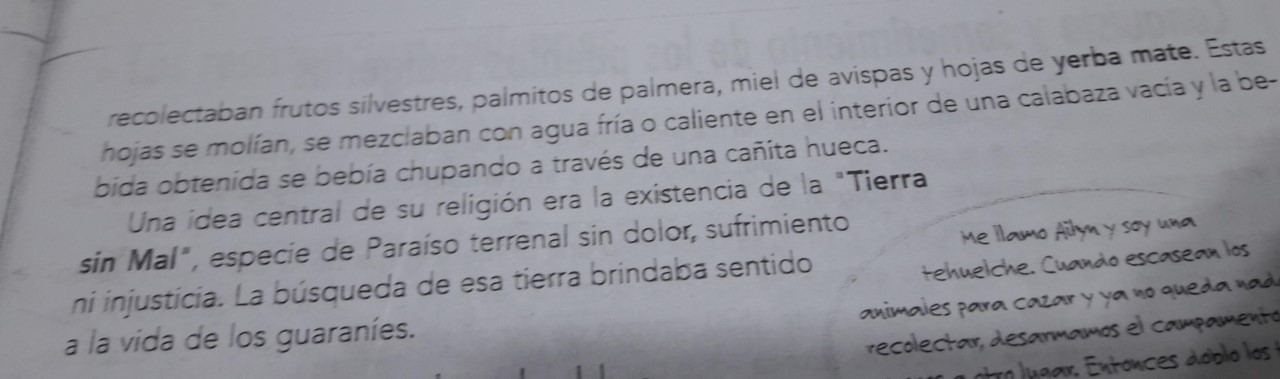 recolectaban frutos silvestres, palmitos de palmera, miel de avispas y hojas de yerba mate. Estas
hojas se molían, se mezclaban con agua fría o caliente en el interior de una calabaza vacía y la be-
bida obtenida se bebía chupando a través de una cañita hueca.
Una idea central de su religión era la existencia de la "Tierra
sin Mal", especie de Paraíso terrenal sin dolor, sufrimiento
ni injusticia. La búsqueda de esa tierra brindaba sentido
a la vida de los guaraníes.
Me llamo Ailyn y soy una
tehuelche. Cuando escasean los
animales para cazar y ya no queda
recolectar, desarmamos el campamento
a otro lugar. Entonces doblo los